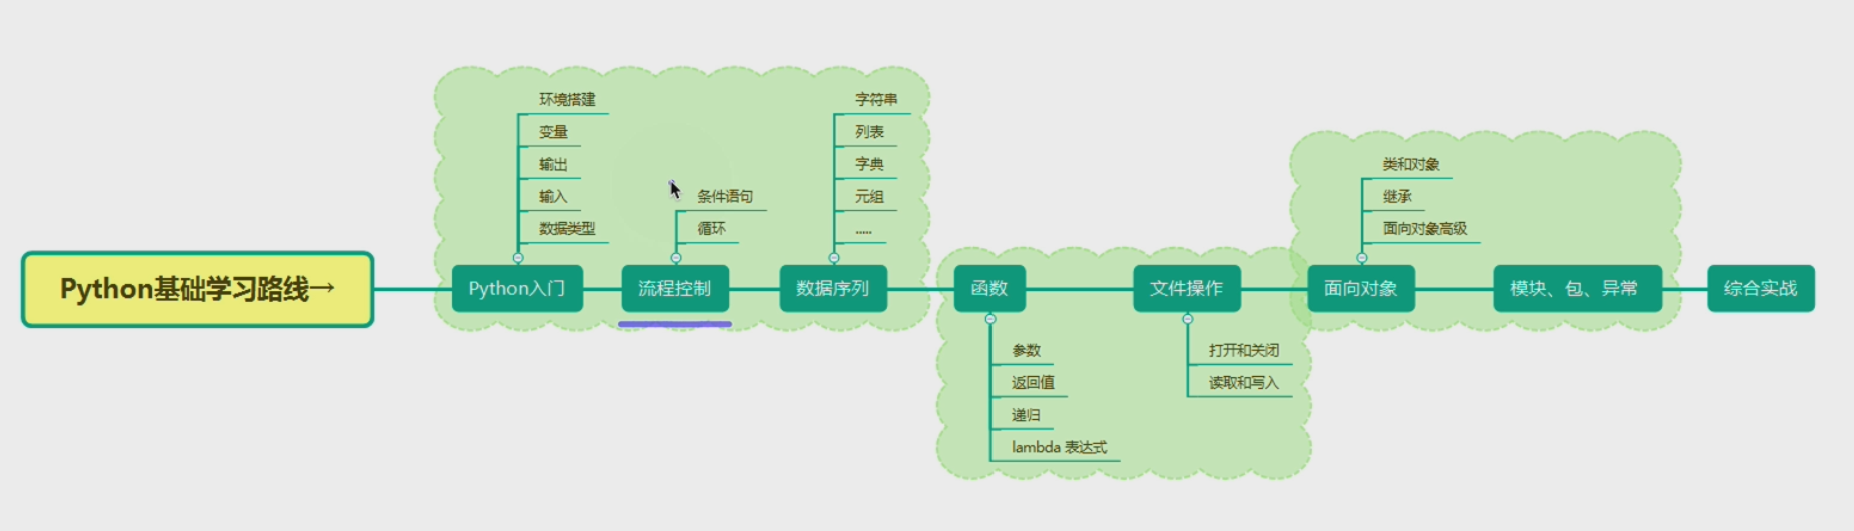 Python基础学习路线→
环境搭建
变量
输出
输入
数据类型
Python入门
条件语句
循环
流程控制
字符串
列表
字典
元组
.....
数据序列
函数
参数
返回值
递归
lambda 表达式
文件操作
打开和关闭
读取和写入
类和对象
继承
面向对象高级
面向对象
模块、包、异常
综合实战